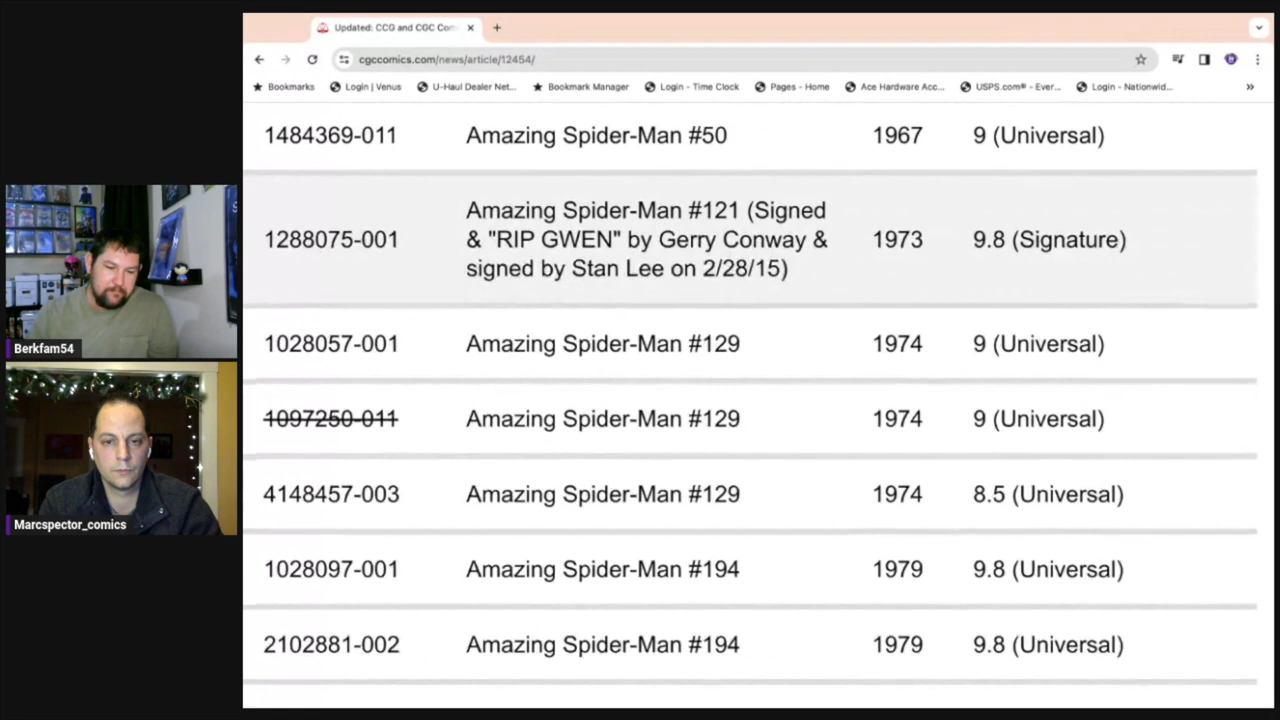 Updated: CCG and CGC Com
cgccomics.com/news/article/12454/
Bookmarks Login | Venus U-Haul Dealer Net... Bookmark Manager Login - Time Clock Pages - Home Ace Hardware Acc... USPS.com® - Ever... Login - Nationwid... »
1484369-011 Amazing Spider-Man #50 1967 9 (Universal)
Amazing Spider-Man #121 (Signed
1288075-001 & "RIP GWEN" by Gerry Conway & 1973 9.8 (Signature)
signed by Stan Lee on 2/28/15)
1028057-001 Amazing Spider-Man #129 1974 9 (Universal)
1097250-011 Amazing Spider-Man #129 1974 9 (Universal)
4148457-003 Amazing Spider-Man #129 1974 8.5 (Universal)
1028097-001 Amazing Spider-Man #194 1979 9.8 (Universal)
2102881-002 Amazing Spider-Man #194 1979 9.8 (Universal)
Berkfam54
Marcspector_comics